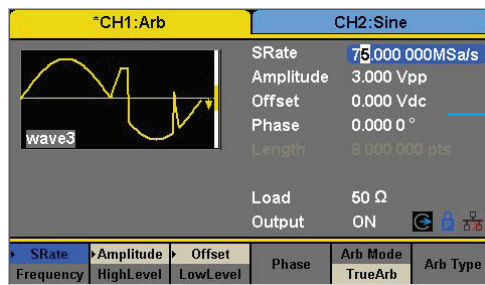 *CH1:Arb CH2:Sine
wave3
SRate 75.000 000MSa/s
Amplitude 3.000 Vpp
Offset 0.000 Vdc
Phase 0.000 0 °
Length 8 000 000 pts
Load 50 Ω
Output ON
SRate Amplitude Offset Phase Arb Mode Arb Type
Frequency HighLevel LowLevel TrueArb